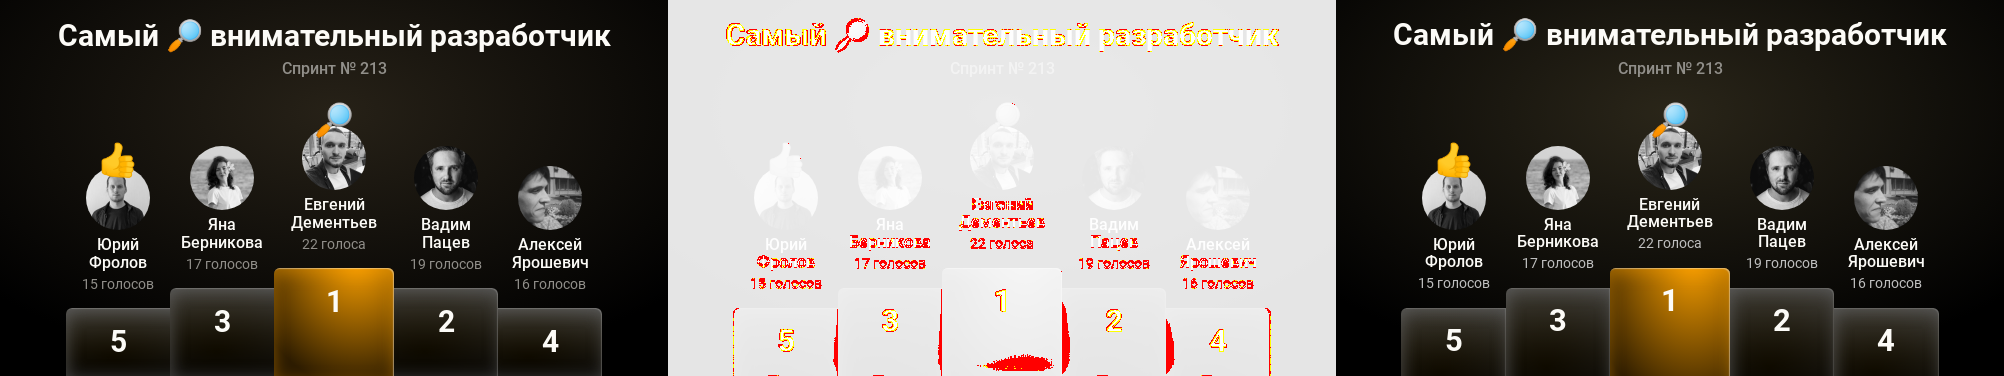 Самый 🔎 внимательный разработчик
Спринт № 213
Евгений
Дементьев
22 голоса
Яна
Берникова
17 голосов
Вадим
Пацев
19 голосов
Юрий
Фролов
15 голосов
Алексей
Ярошевич
16 голосов
1
3
2
5
4
Самый 🔎 внимательный разработчик
Спринт № 213
Евгений
Дементьев
22 голоса
Яна
Берникова
17 голосов
Вадим
Пацев
19 голосов
Юрий
Фролов
15 голосов
Алексей
Ярошевич
16 голосов
1
3
2
5
4
Самый 🔎 внимательный разработчик
Спринт № 213
Евгений
Дементьев
22 голоса
Яна
Берникова
17 голосов
Вадим
Пацев
19 голосов
Юрий
Фролов
15 голосов
Алексей
Ярошевич
16 голосов
1
3
2
5
4